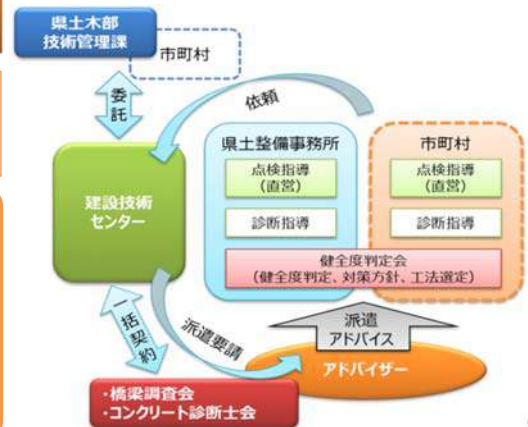 県土木部
技術管理課
市町村
委託
依頼
県土整備事務所
市町村
点検指導
(直営)
点検指導
(直営)
建設技術
センター
診断指導
診断指導
健全度判定会
(健全度判定、対策方針、工法選定)
一括契約
派遣要請
派遣
アドバイス
アドバイザー
・橋梁調査会
・コンクリート診断士会